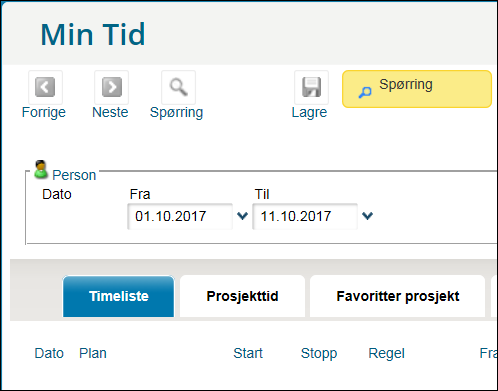 Min Tid
Forrige Neste Spørring Lagre Spørring
Person
Dato Fra Til
01.10.2017 11.10.2017
Timeliste Prosjekttid Favoritter prosjekt
Dato Plan Start Stopp Regel Fra